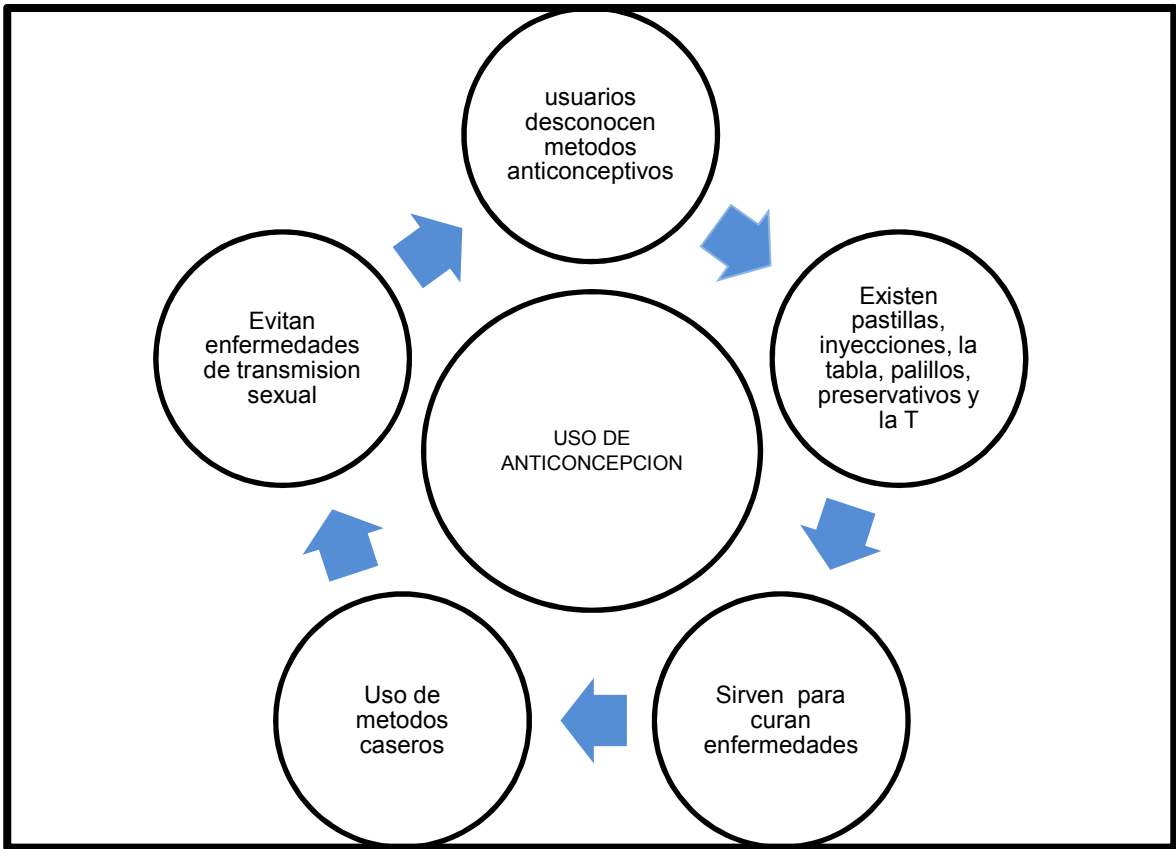 usuarios
desconocen
metodos
anticonceptivos
Existen
pastillas,
inyecciones, la
tabla, palillos,
preservativos y
la T
Sirven para
curan
enfermedades
Uso de
metodos
caseros
Evitan
enfermedades
de transmision
sexual
USO DE
ANTICONCEPCION